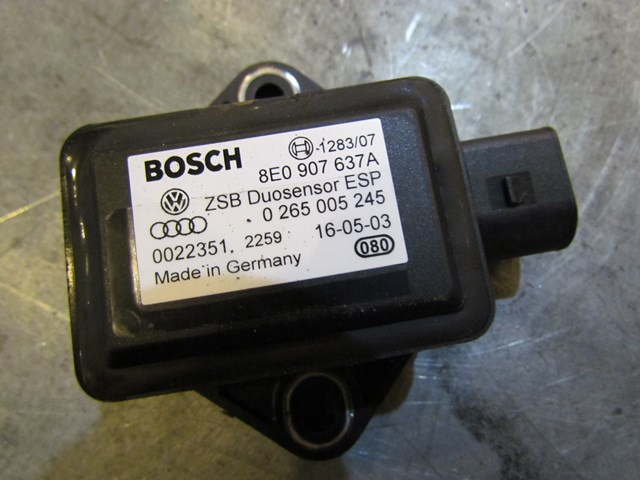 BOSCH -1283/07
8E0 907 637A
ZSB Duosensor ESP
0 265 005 245
0022351. 2259 16-05-03
Made in Germany 080